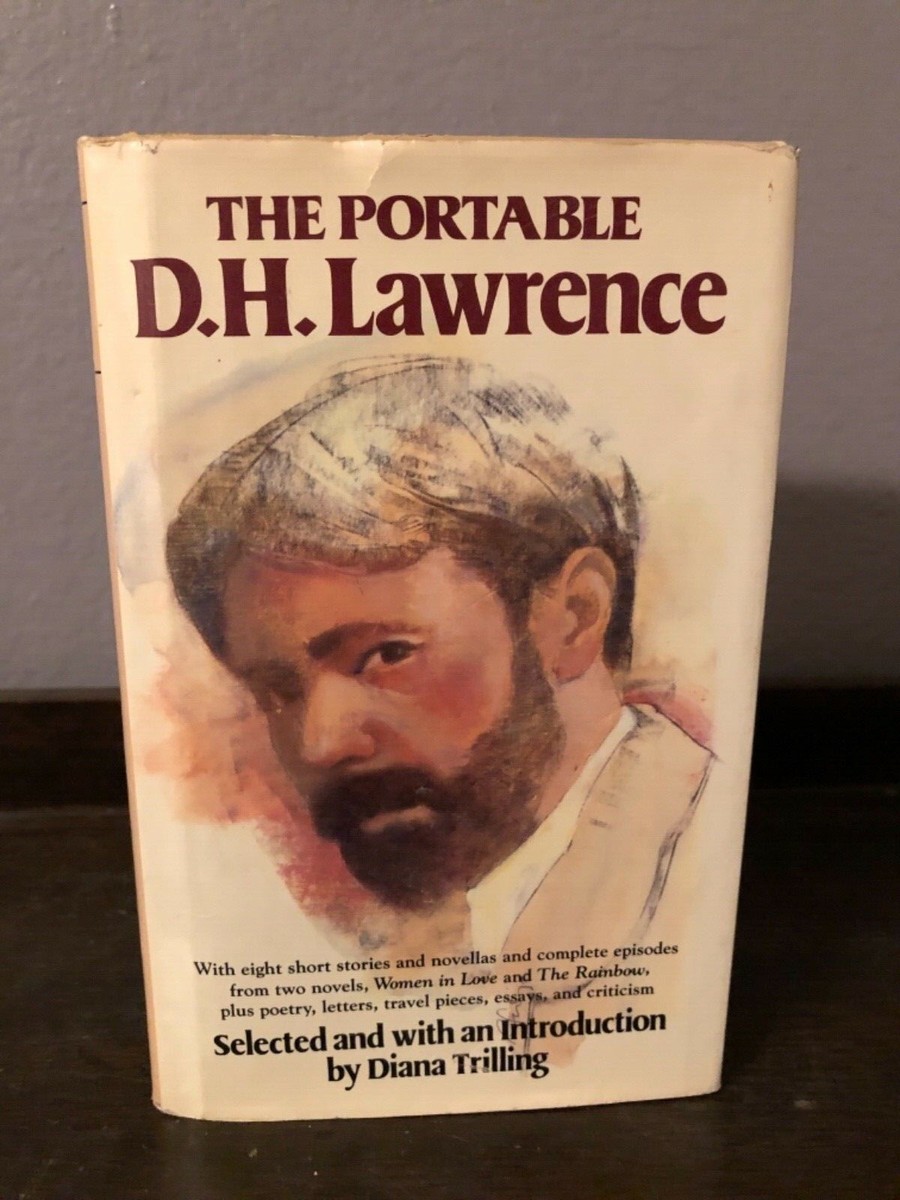 THE PORTABLE
D.H. Lawrence
With eight short stories and novellas and complete episodes
from two novels, Women in Love and The Rainbow,
plus poetry, letters, travel pieces, essays, and criticism
Selected and with an Introduction
by Diana Trilling